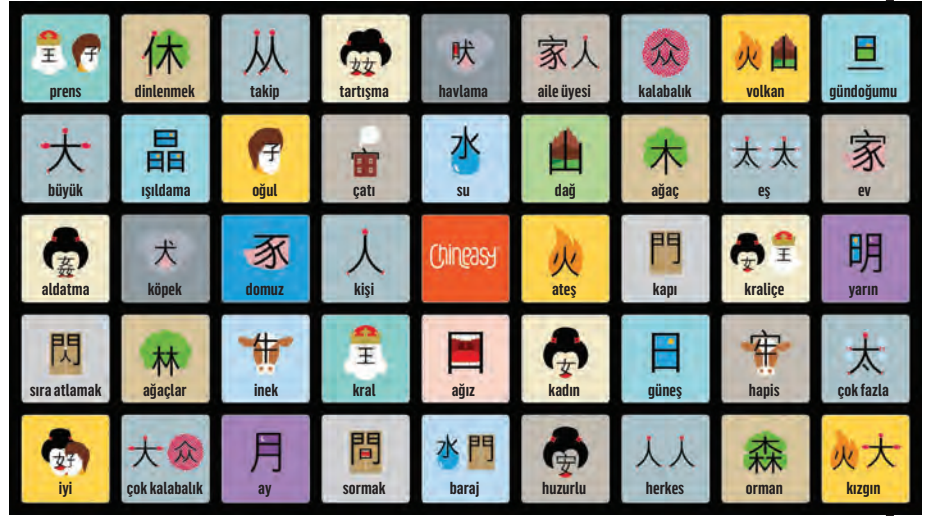 王子 休 从 奻 吠 家人 众 火山 旦
prens dinlenmek takip tartışma havlama aile üyesi kalabalık volkan gündoğumu
大 晶 子 宀 水 山 木 太太 家
büyük ışıldama oğul çatı su dağ ağaç eş ev
姦 犬 豕 人 Chineasy 火 門 女王 明
aldatma köpek domuz kişi ateş kapı kraliçe yarın
閃 林 牛 王 口 女 日 牢 太
sıra atlamak ağaçlar inek kral ağız kadın güneş hapis çok fazla
好 大众 月 問 水門 安 人人 森 火大
iyi çok kalabalık ay sormak baraj huzurlu herkes orman kızgın